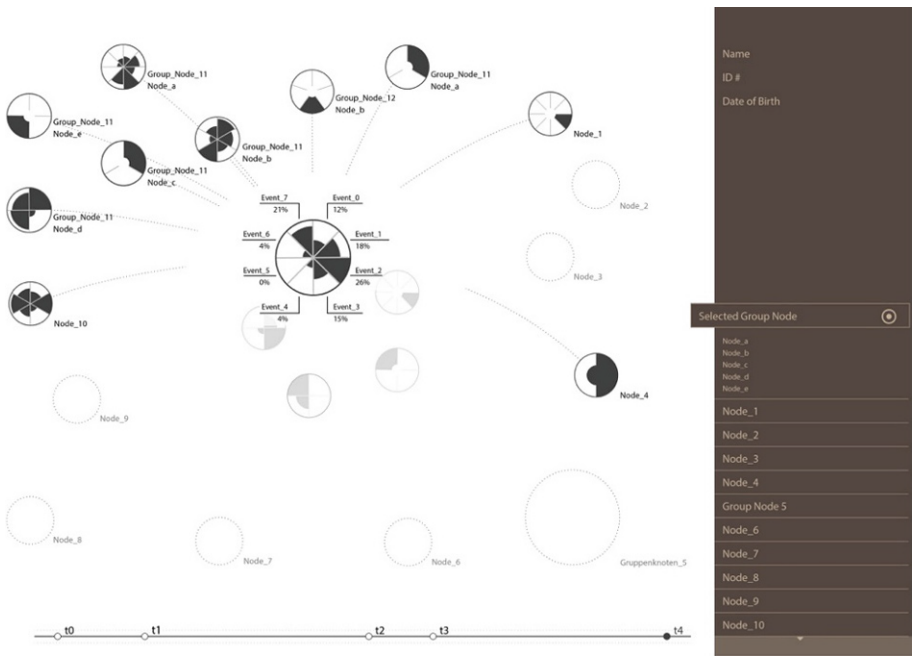 Group_Node_11
Node_a
Group_Node_12
Node_b
Group_Node_11
Node_a
Group_Node_11
Node_e
Group_Node_11
Node_b
Node_1
Group_Node_11
Node_c
Group_Node_11
Node_d
Node_10
Node_2
Node_3
Node_4
Event_7
21%
Event_0
12%
Event_6
4%
Event_1
18%
Event_5
0%
Event_2
26%
Event_4
4%
Event_3
15%
Node_9
Node_8
Node_7
Node_6
Gruppenknoten_5
t0
t1
t2
t3
t4
Name
ID #
Date of Birth
Selected Group Node
Node_a
Node_b
Node_c
Node_d
Node_e
Node_1
Node_2
Node_3
Node_4
Group Node 5
Node_6
Node_7
Node_8
Node_9
Node_10